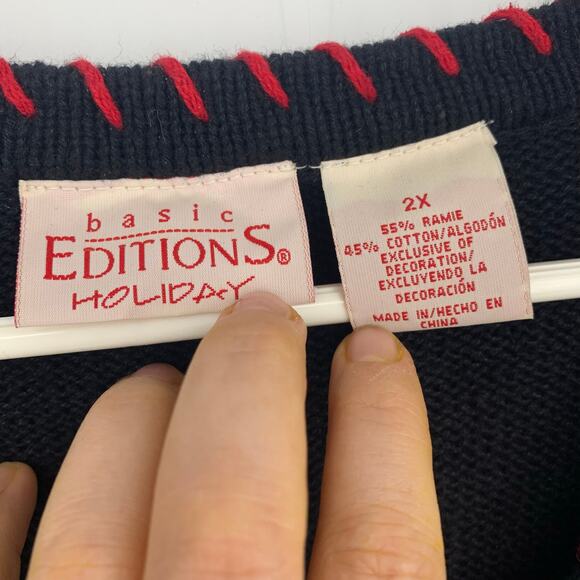 basic
EDITIONS®
HOLIDAY
2X
55% RAMIE
45% COTTON/ALGODÓN
EXCLUSIVE OF
DECORATION/
EXCLUYENDO LA
DECORACIÓN
MADE IN/HECHO EN
CHINA